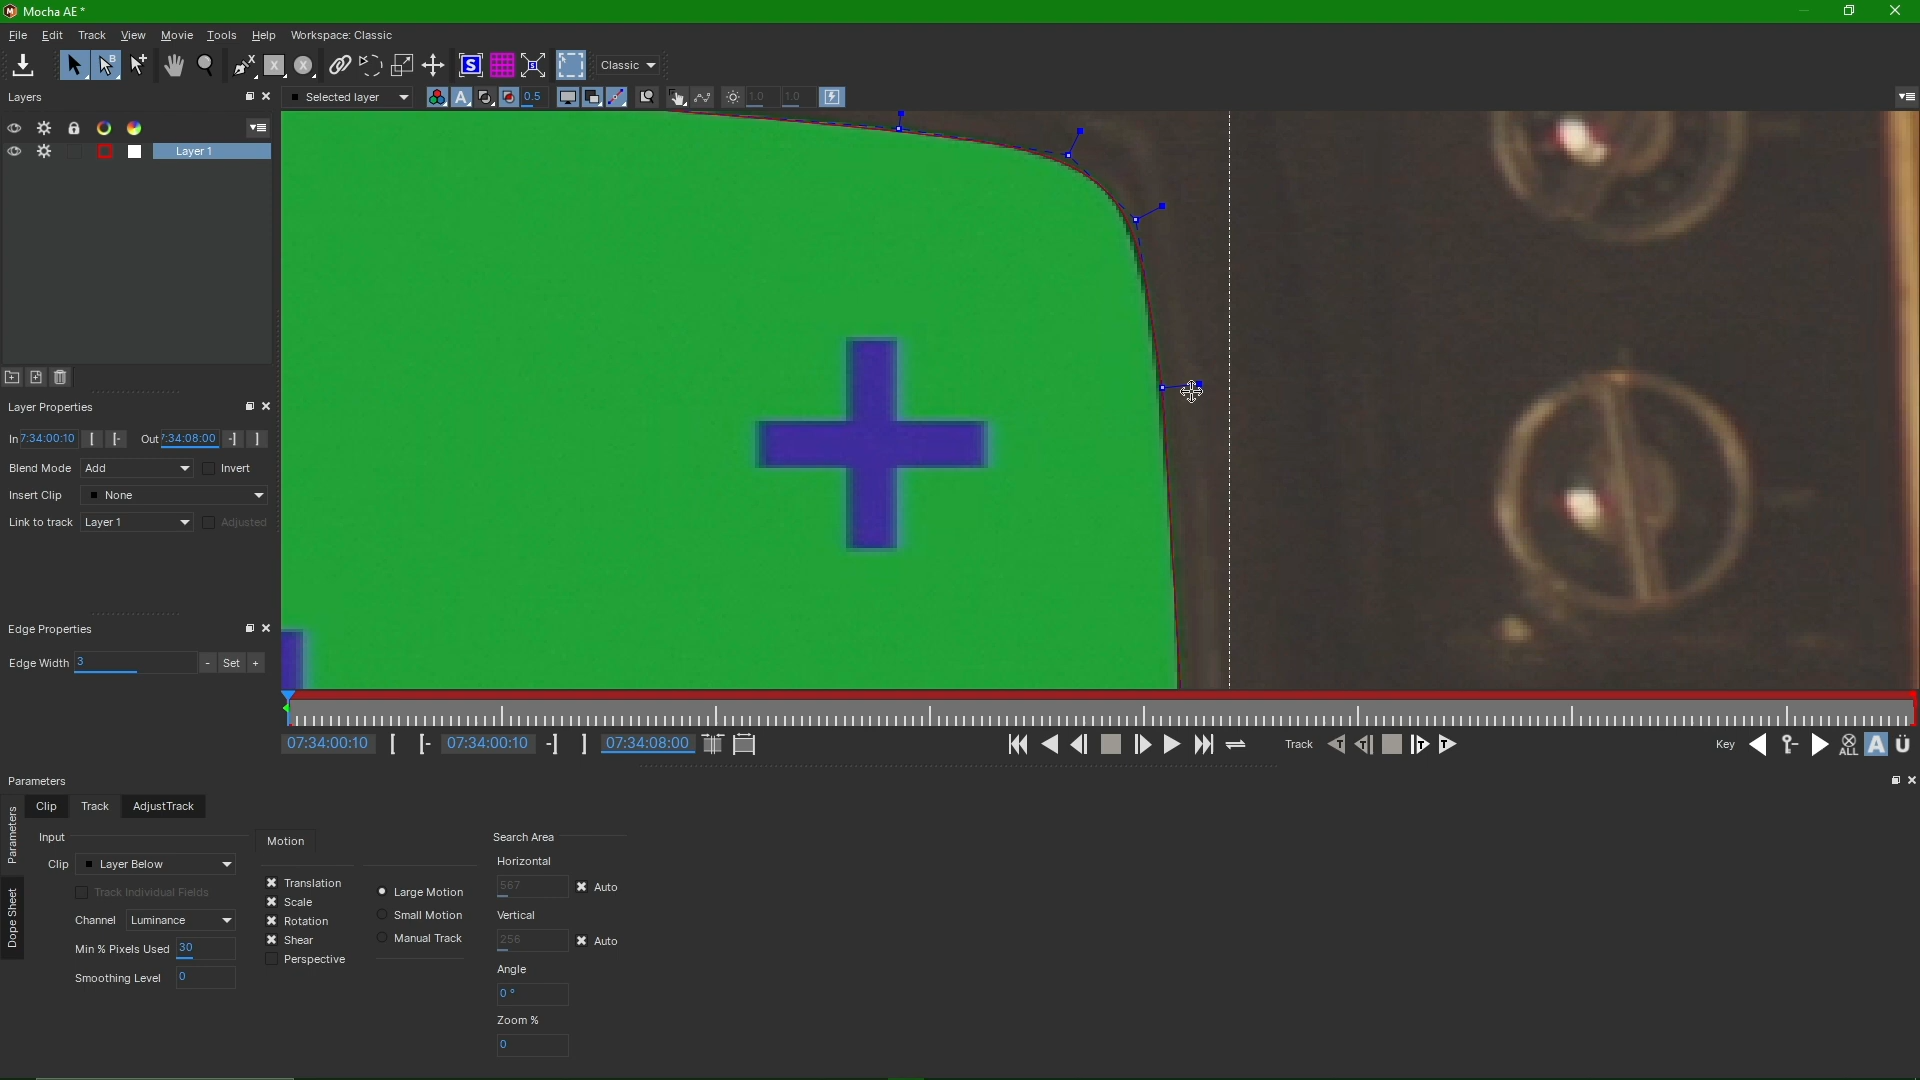 Mocha AE *
File Edit Track View Movie Tools Help Workspace: Classic
Classic
Layers
Selected layer
0.5
1.0
1.0
Layer 1
Layer Properties
In 7:34:00:10 Out 7:34:08:00
Blend Mode Add Invert
Insert Clip None
Link to track Layer 1 Adjusted
Edge Properties
Edge Width 3 - Set +
07:34:00:10 07:34:00:10 07:34:08:00
Track
Key
ALL
Parameters
Clip Track AdjustTrack
Parameters
Dope Sheet
Input
Clip Layer Below
Track Individual Fields
Channel Luminance
Min % Pixels Used 30
Smoothing Level 0
Motion
Translation
Scale
Rotation
Shear
Perspective
Large Motion
Small Motion
Manual Track
Search Area
Horizontal
567 Auto
Vertical
256 Auto
Angle
0 °
Zoom %
0